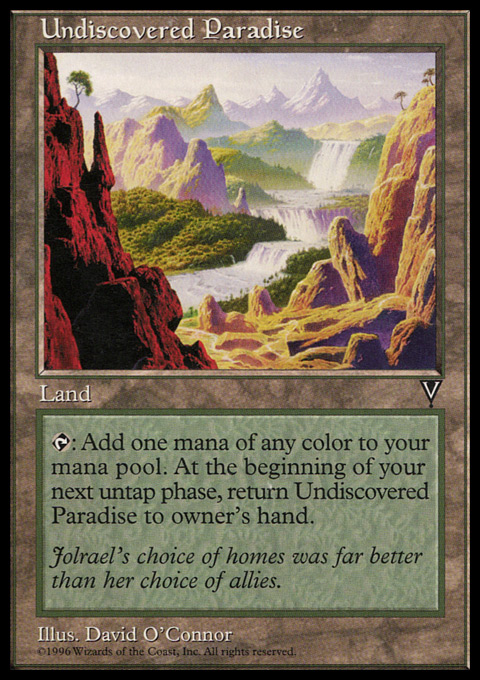 Undiscovered Paradise
Land
V
: Add one mana of any color to your
mana pool. At the beginning of your
next untap phase, return Undiscovered
Paradise to owner's hand.
Jolrael's choice of homes was far better
than her choice of allies.
Illus. David O'Connor
©1996 Wizards of the Coast, Inc. All rights reserved.